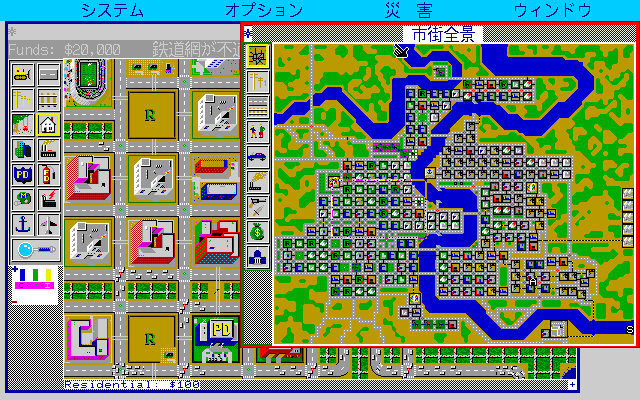 システム オプション 災 害 ウィンドウ
市街全景
Funds: $20,000 鉄道網が不
R
R
PD
PD
S
Residential: $100